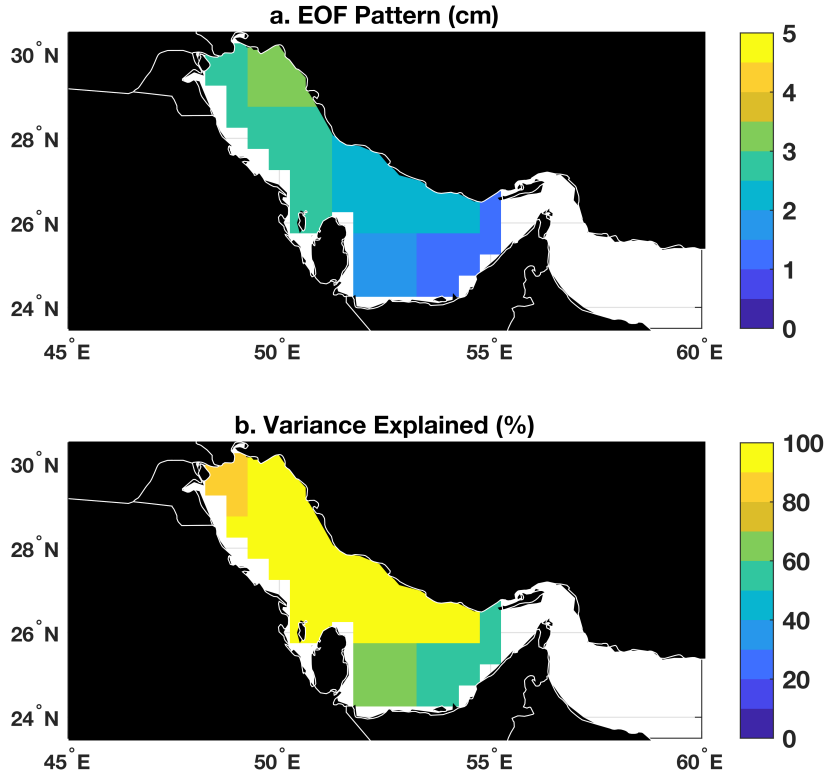 a. EOF Pattern (cm)
30°N
28°N
26°N
24°N
45°E 50°E 55°E 60°E
5
4
3
2
1
0
b. Variance Explained (%)
30°N
28°N
26°N
24°N
45°E 50°E 55°E 60°E
100
80
60
40
20
0